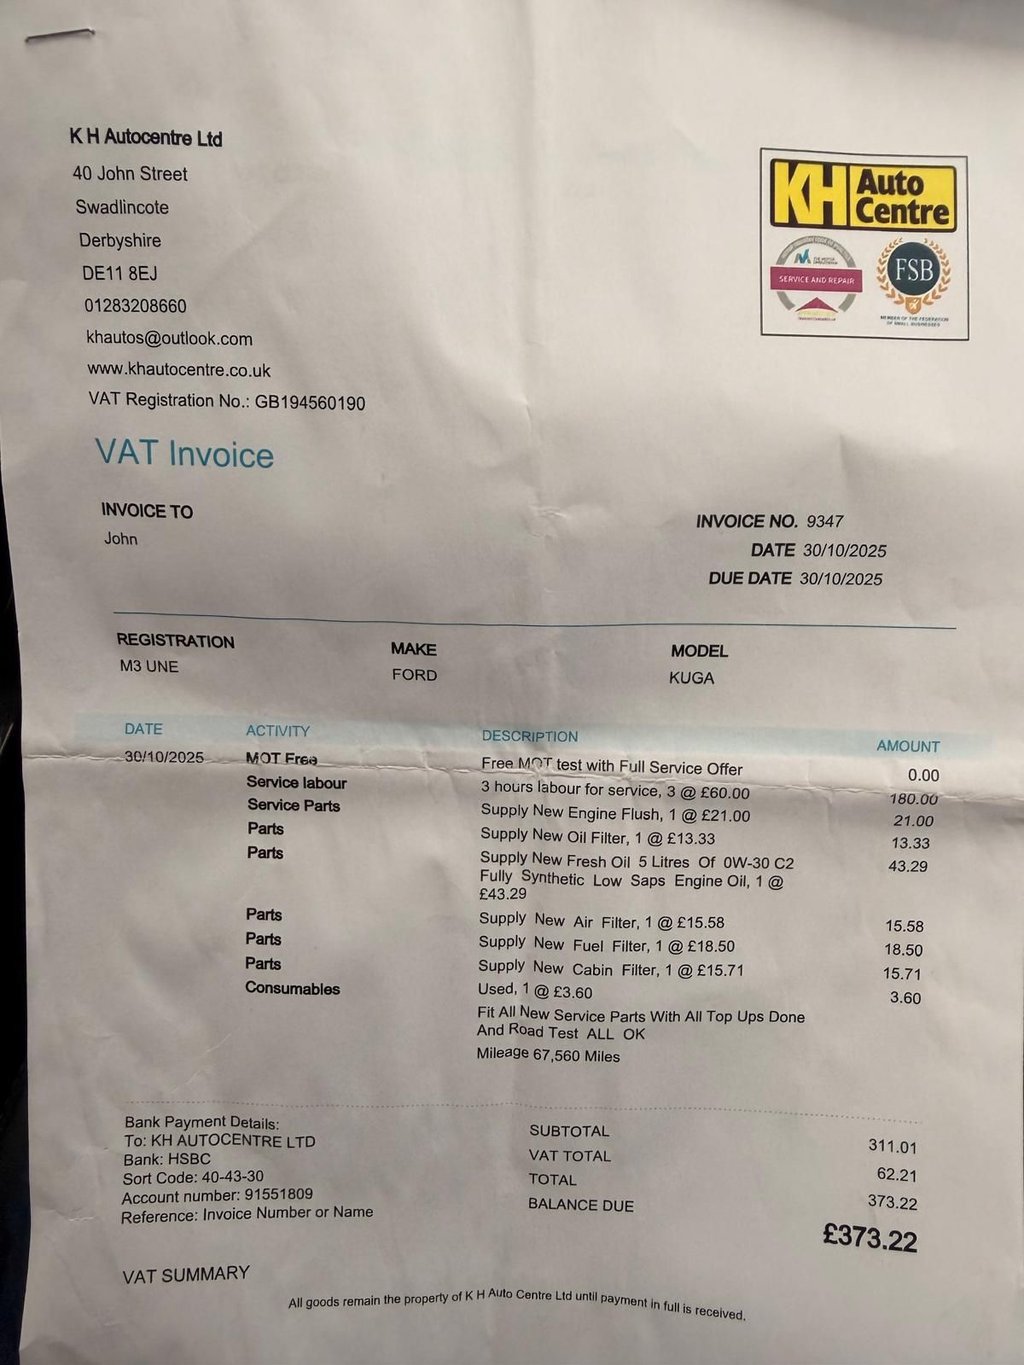 K H Autocentre Ltd
40 John Street
Swadlincote
Derbyshire
DE11 8EJ
01283208660
khautos@outlook.com
www.khautocentre.co.uk
VAT Registration No.: GB194560190
KH Auto Centre
SERVICE AND REPAIR
FSB
MEMBER OF THE FEDERATION
OF SMALL BUSINESSES
VAT Invoice
INVOICE TO
John
INVOICE NO. 9347
DATE 30/10/2025
DUE DATE 30/10/2025
REGISTRATION MAKE MODEL
M3 UNE FORD KUGA
DATE ACTIVITY DESCRIPTION AMOUNT
30/10/2025 MOT Free Free MOT test with Full Service Offer 0.00
Service labour 3 hours labour for service, 3 @ £60.00 180.00
Service Parts Supply New Engine Flush, 1 @ £21.00 21.00
Parts Supply New Oil Filter, 1 @ £13.33 13.33
Parts Supply New Fresh Oil 5 Litres Of 0W-30 C2 43.29
Fully Synthetic Low Saps Engine Oil, 1 @
£43.29
Parts Supply New Air Filter, 1 @ £15.58 15.58
Parts Supply New Fuel Filter, 1 @ £18.50 18.50
Parts Supply New Cabin Filter, 1 @ £15.71 15.71
Consumables Used, 1 @ £3.60 3.60
Fit All New Service Parts With All Top Ups Done
And Road Test ALL OK
Mileage 67,560 Miles
Bank Payment Details:
To: KH AUTOCENTRE LTD
Bank: HSBC
Sort Code: 40-43-30
Account number: 91551809
Reference: Invoice Number or Name
SUBTOTAL 311.01
VAT TOTAL 62.21
TOTAL 373.22
BALANCE DUE £373.22
VAT SUMMARY
All goods remain the property of K H Auto Centre Ltd until payment in full is received.